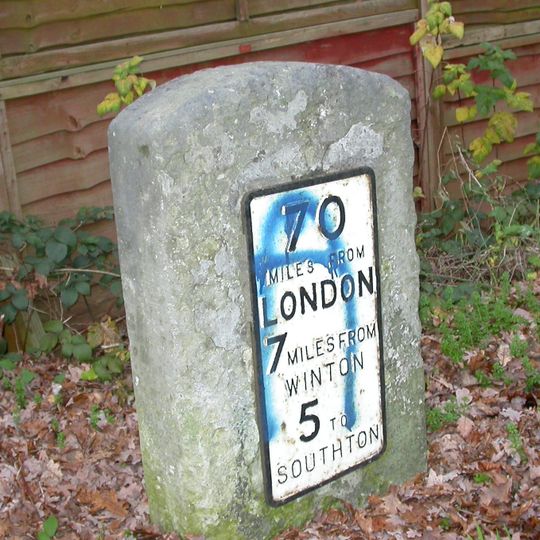 70
MILES FROM
LONDON
7 MILES FROM
WINTON
5 TO
SOUTHTON